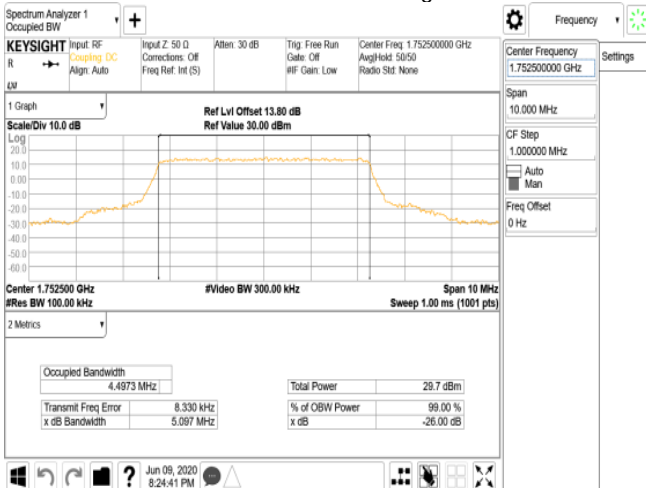 Spectrum Analyzer 1
Occupied BW
Frequency
KEYSIGHT
R
Input: RF
Coupling: DC
Align: Auto
Input Z: 50 Ω
Corrections: Off
Freq Ref: Int (S)
Atten: 30 dB
Trig: Free Run
Gate: Off
#IF Gain: Low
Center Freq: 1.752500000 GHz
Avg|Hold: 50/50
Radio Std: None
Center Frequency
1.752500000 GHz
Settings
Span
10.000 MHz
CF Step
1.000000 MHz
Auto
Man
Freq Offset
0 Hz
1 Graph
Scale/Div 10.0 dB
Ref Lvl Offset 13.80 dB
Ref Value 30.00 dBm
Log
20.0
10.0
0.00
-10.0
-20.0
-30.0
-40.0
-50.0
-60.0
Center 1.752500 GHz
#Video BW 300.00 kHz
Span 10 MHz
#Res BW 100.00 kHz
Sweep 1.00 ms (1001 pts)
2 Metrics
Occupied Bandwidth
4.4973 MHz
Total Power 29.7 dBm
Transmit Freq Error 8.330 kHz
% of OBW Power 99.00 %
x dB Bandwidth 5.097 MHz
x dB -26.00 dB
?
Jun 09, 2020
8:24:41 PM